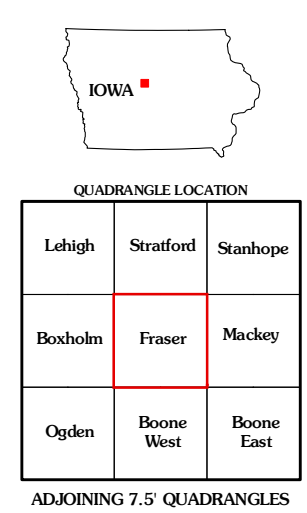 IOWA
QUADRANGLE LOCATION
Lehigh Stratford Stanhope
Boxholm Fraser Mackey
Ogden Boone West Boone East
ADJOINING 7.5' QUADRANGLES